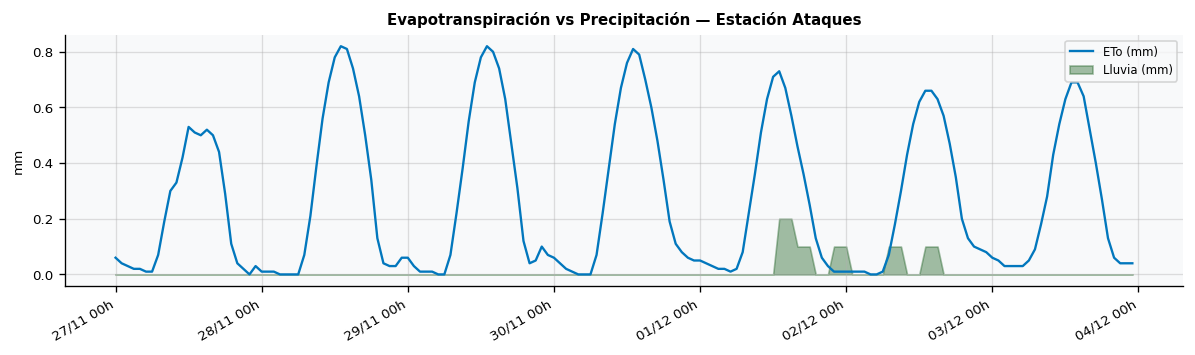 Evapotranspiración vs Precipitación — Estación Ataques
ETo (mm)
Lluvia (mm)
mm
0.8
0.6
0.4
0.2
0.0
27/11 00h
28/11 00h
29/11 00h
30/11 00h
01/12 00h
02/12 00h
03/12 00h
04/12 00h